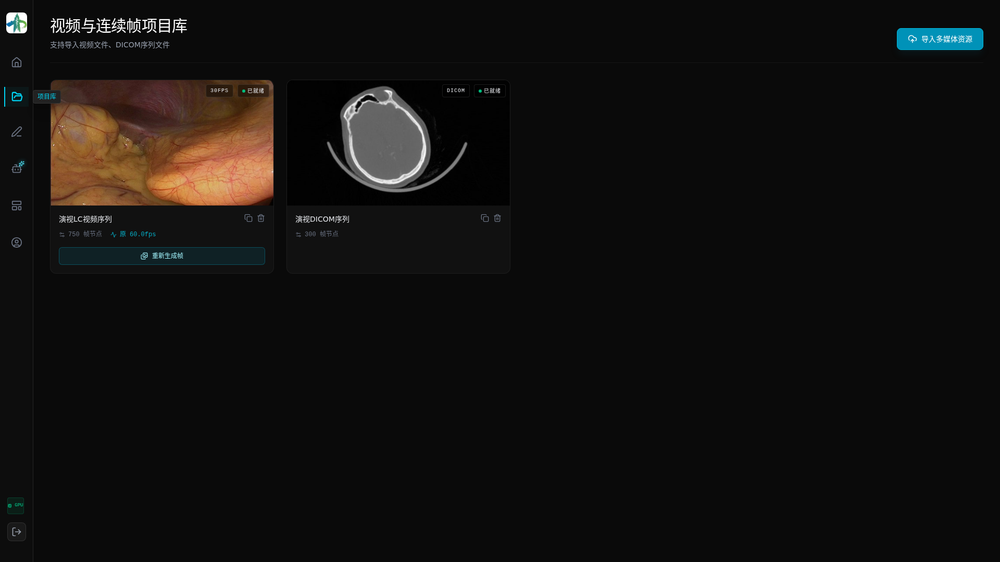 视频与连续帧项目库
支持导入视频文件、DICOM序列文件
导入多媒体资源
项目库
30FPS
已就绪
DICOM
已就绪
演视LC视频序列
750 帧节点 原 60.0fps
重新生成帧
演视DICOM序列
300 帧节点
GPU